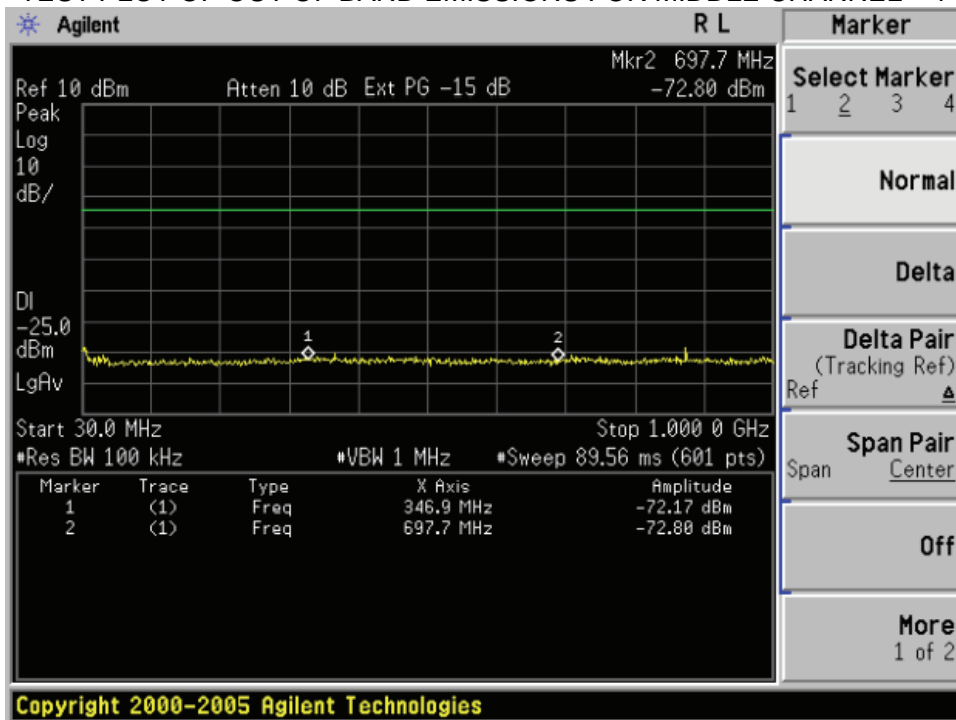 Agilent R L Marker
Mkr2 697.7 MHz
Ref 10 dBm Atten 10 dB Ext PG -15 dB -72.80 dBm
Peak
Log
10
dB/
DI
-25.0
dBm
LgAv
1 2
Start 30.0 MHz Stop 1.000 0 GHz
#Res BW 100 kHz #VBW 1 MHz #Sweep 89.56 ms (601 pts)
Marker Trace Type X Axis Amplitude
1 (1) Freq 346.9 MHz -72.17 dBm
2 (1) Freq 697.7 MHz -72.80 dBm
Select Marker
1 2 3 4
Normal
Delta
Delta Pair
(Tracking Ref)
Ref Δ
Span Pair
Span Center
Off
More
1 of 2
Copyright 2000-2005 Agilent Technologies